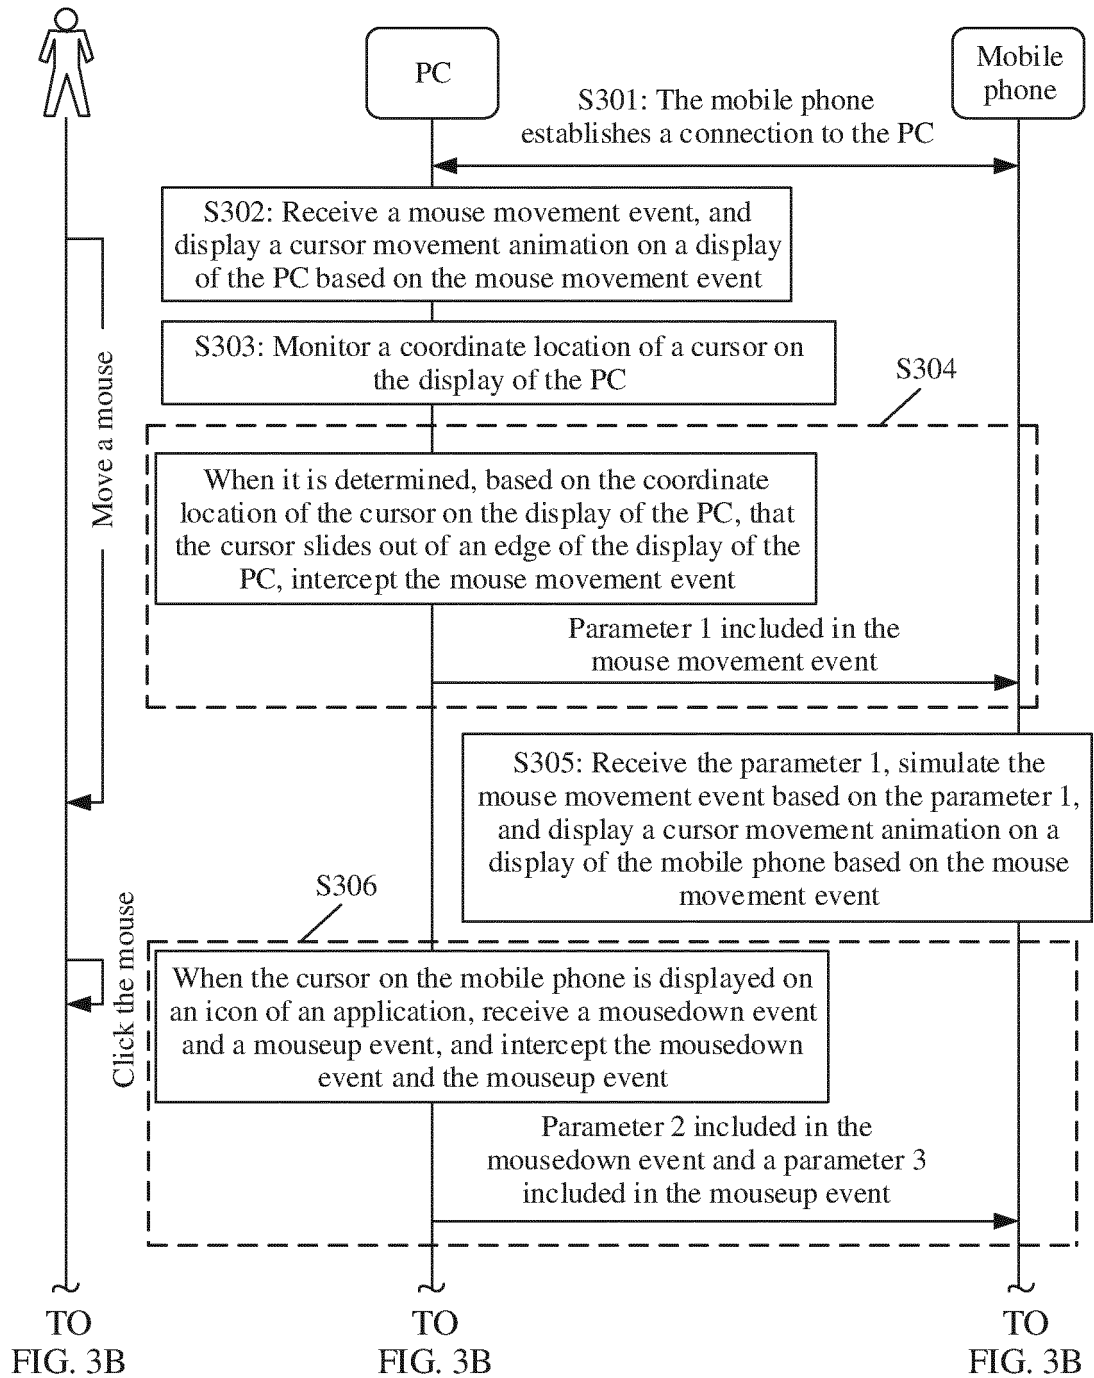 PC
Mobile
phone
S301: The mobile phone
establishes a connection to the PC
S302: Receive a mouse movement event, and
display a cursor movement animation on a display
of the PC based on the mouse movement event
S303: Monitor a coordinate location of a cursor on
the display of the PC
Move a mouse
S304
When it is determined, based on the coordinate
location of the cursor on the display of the PC, that
the cursor slides out of an edge of the display of the
PC, intercept the mouse movement event
Parameter 1 included in the
mouse movement event
S305: Receive the parameter 1, simulate the
mouse movement event based on the parameter 1,
and display a cursor movement animation on a
display of the mobile phone based on the mouse
movement event
S306
Click the mouse
When the cursor on the mobile phone is displayed on
an icon of an application, receive a mousedown event
and a mouseup event, and intercept the mousedown
event and the mouseup event
Parameter 2 included in the
mousedown event and a parameter 3
included in the mouseup event
TO
FIG. 3B
TO
FIG. 3B
TO
FIG. 3B